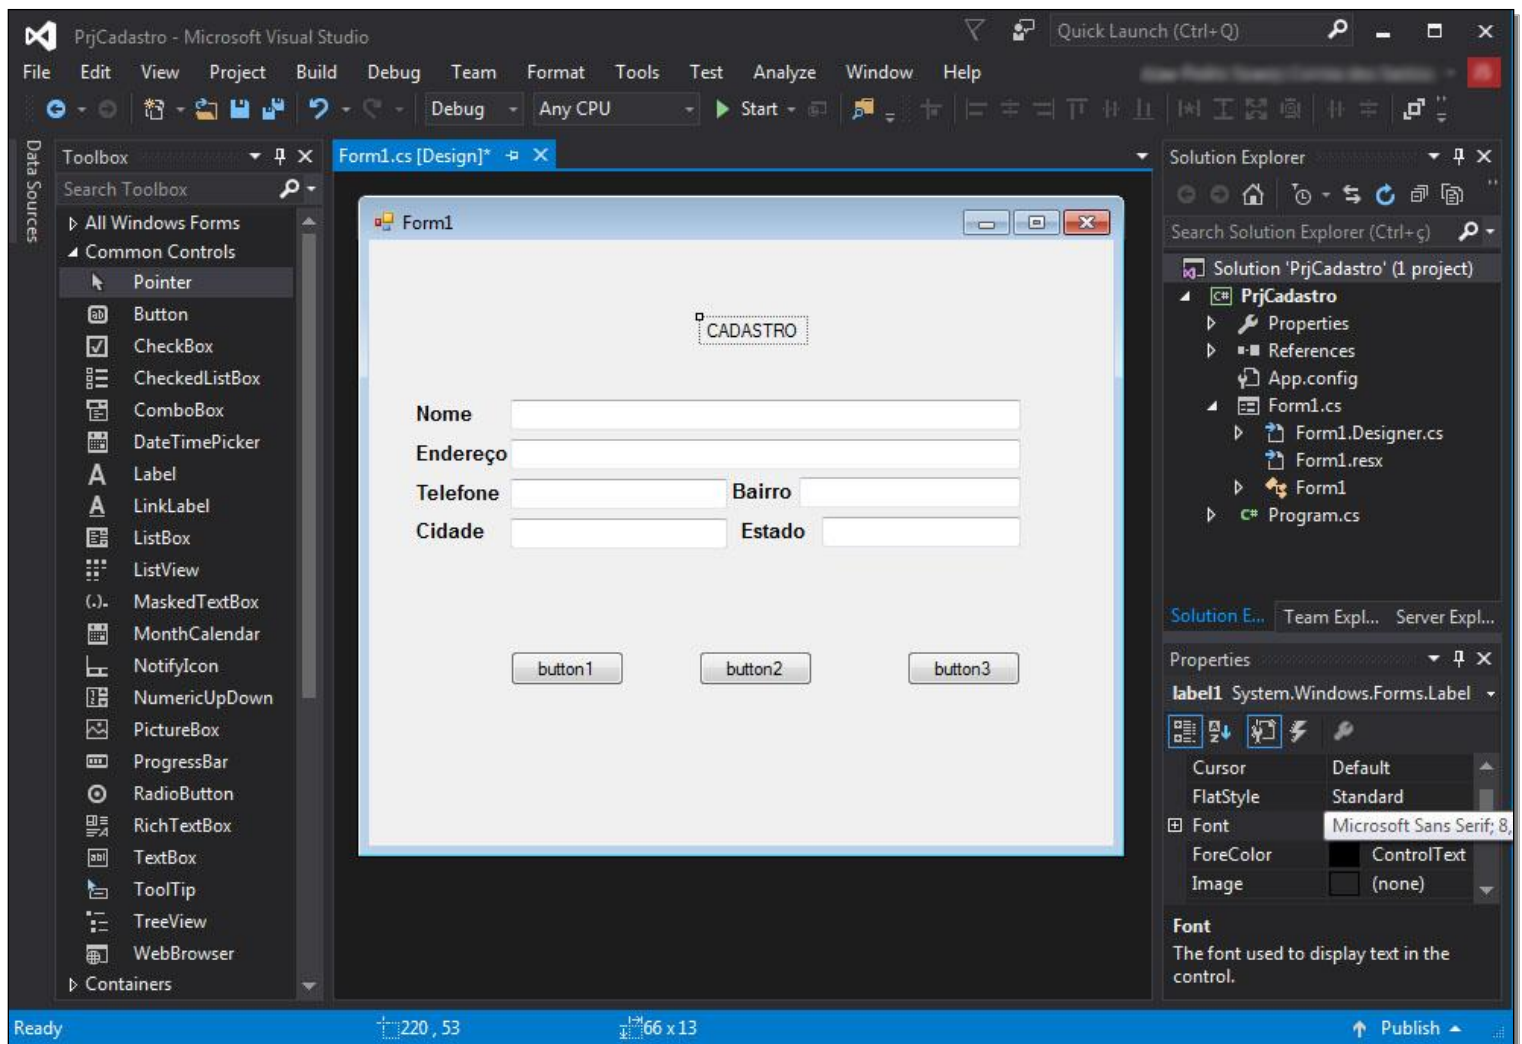 PrjCadastro - Microsoft Visual Studio
Quick Launch (Ctrl+Q)
File Edit View Project Build Debug Team Format Tools Test Analyze Window Help
Debug Any CPU Start
Data Sources
Toolbox
Search Toolbox
All Windows Forms
Common Controls
Pointer
Button
CheckBox
CheckedListBox
ComboBox
DateTimePicker
Label
LinkLabel
ListBox
ListView
MaskedTextBox
MonthCalendar
NotifyIcon
NumericUpDown
PictureBox
ProgressBar
RadioButton
RichTextBox
TextBox
ToolTip
TreeView
WebBrowser
Containers
Form1.cs [Design]*
Form1
CADASTRO
Nome
Endereço
Telefone Bairro
Cidade Estado
button1 button2 button3
Solution Explorer
Search Solution Explorer (Ctrl+ç)
Solution 'PrjCadastro' (1 project)
PrjCadastro
Properties
References
App.config
Form1.cs
Form1.Designer.cs
Form1.resx
Form1
Program.cs
Solution E... Team Expl... Server Expl...
Properties
label1 System.Windows.Forms.Label
Cursor Default
FlatStyle Standard
Font Microsoft Sans Serif; 8,
ForeColor ControlText
Image (none)
Font
The font used to display text in the
control.
Ready 220 , 53 66 x 13 Publish